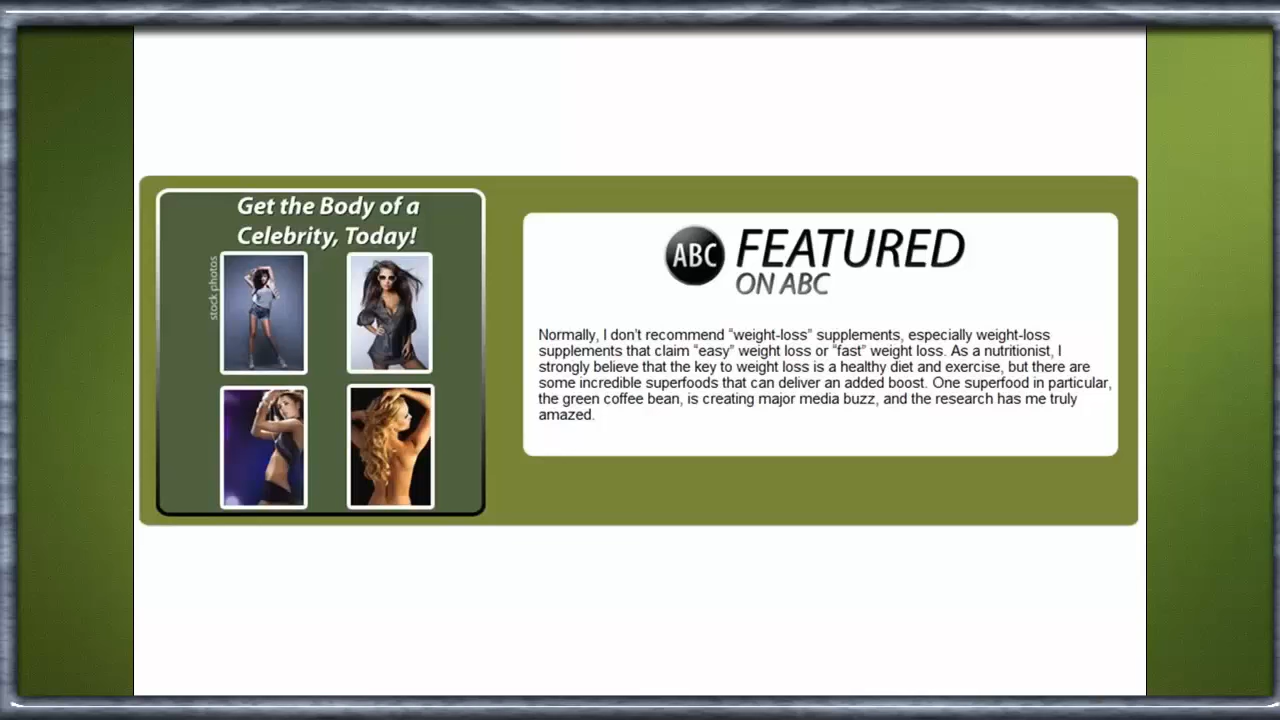 Get the Body of a
Celebrity, Today!
stock photos
ABC FEATURED
ON ABC
Normally, I don't recommend “weight-loss” supplements, especially weight-loss
supplements that claim “easy” weight loss or “fast” weight loss. As a nutritionist, I
strongly believe that the key to weight loss is a healthy diet and exercise, but there are
some incredible superfoods that can deliver an added boost. One superfood in particular,
the green coffee bean, is creating major media buzz, and the research has me truly
amazed.